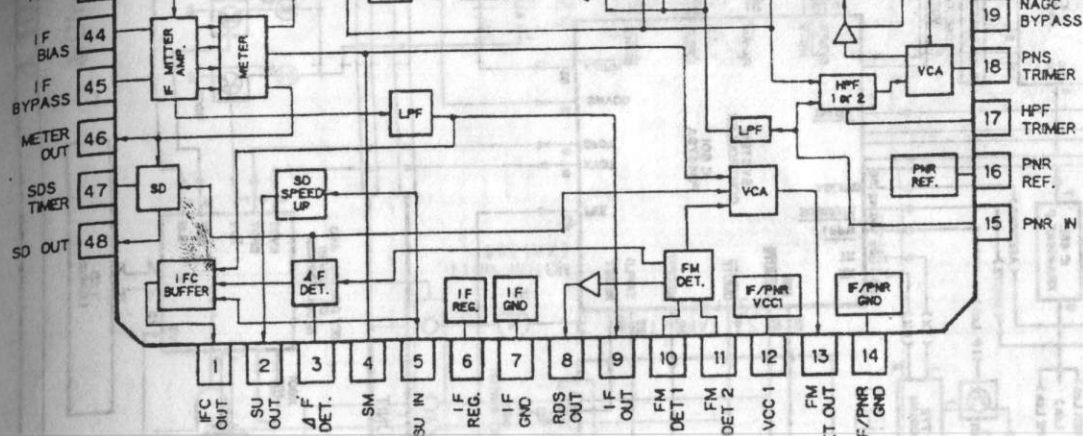 44
IF
BIAS
45
IF
BYPASS
46
METER
OUT
47
SDS
TIMER
48
SD OUT
IF MITTER
AMP.
METER
LPF
SD
SD
SPEED
UP
IFC
BUFFER
⊿F
DET.
IF
REG.
IF
GND
FM
DET.
IF/PNR
VCC1
IF/PNR
GND
VCA
LPF
HPF
1 or 2
VCA
PNR
REF.
19
NAGC
BYPASS
18
PNS
TRIMER
17
HPF
TRIMER
16
PNR
REF.
15
PNR IN
1
2
3
4
5
6
7
8
9
10
11
12
13
14
IFC
OUT
SU
OUT
⊿F
DET.
SM
SU IN
IF
REG.
IF
GND
RDS
OUT
IF
OUT
FM
DET 1
FM
DET 2
VCC 1
FM
OUT
IF/PNR
GND